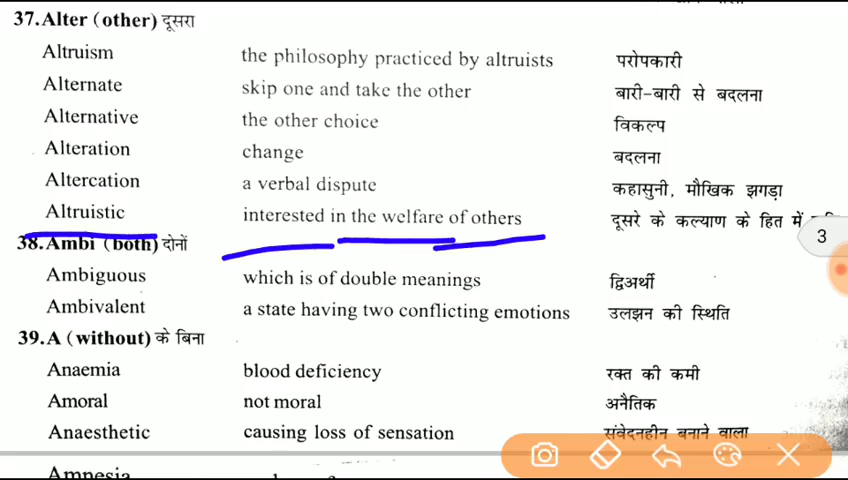 37. Alter (other) दूसरा
Altruism the philosophy practiced by altruists परोपकारी
Alternate skip one and take the other बारी-बारी से बदलना
Alternative the other choice विकल्प
Alteration change बदलना
Altercation a verbal dispute कहासुनी, मौखिक झगड़ा
Altruistic interested in the welfare of others दूसरे के कल्याण के हित में
3
38. Ambi (both) दोनों
Ambiguous which is of double meanings द्विअर्थी
Ambivalent a state having two conflicting emotions उलझन की स्थिति
39. A (without) के बिना
Anaemia blood deficiency रक्त की कमी
Amoral not moral अनैतिक
Anaesthetic causing loss of sensation संवेदनहीन बनाने वाला
Amnesia